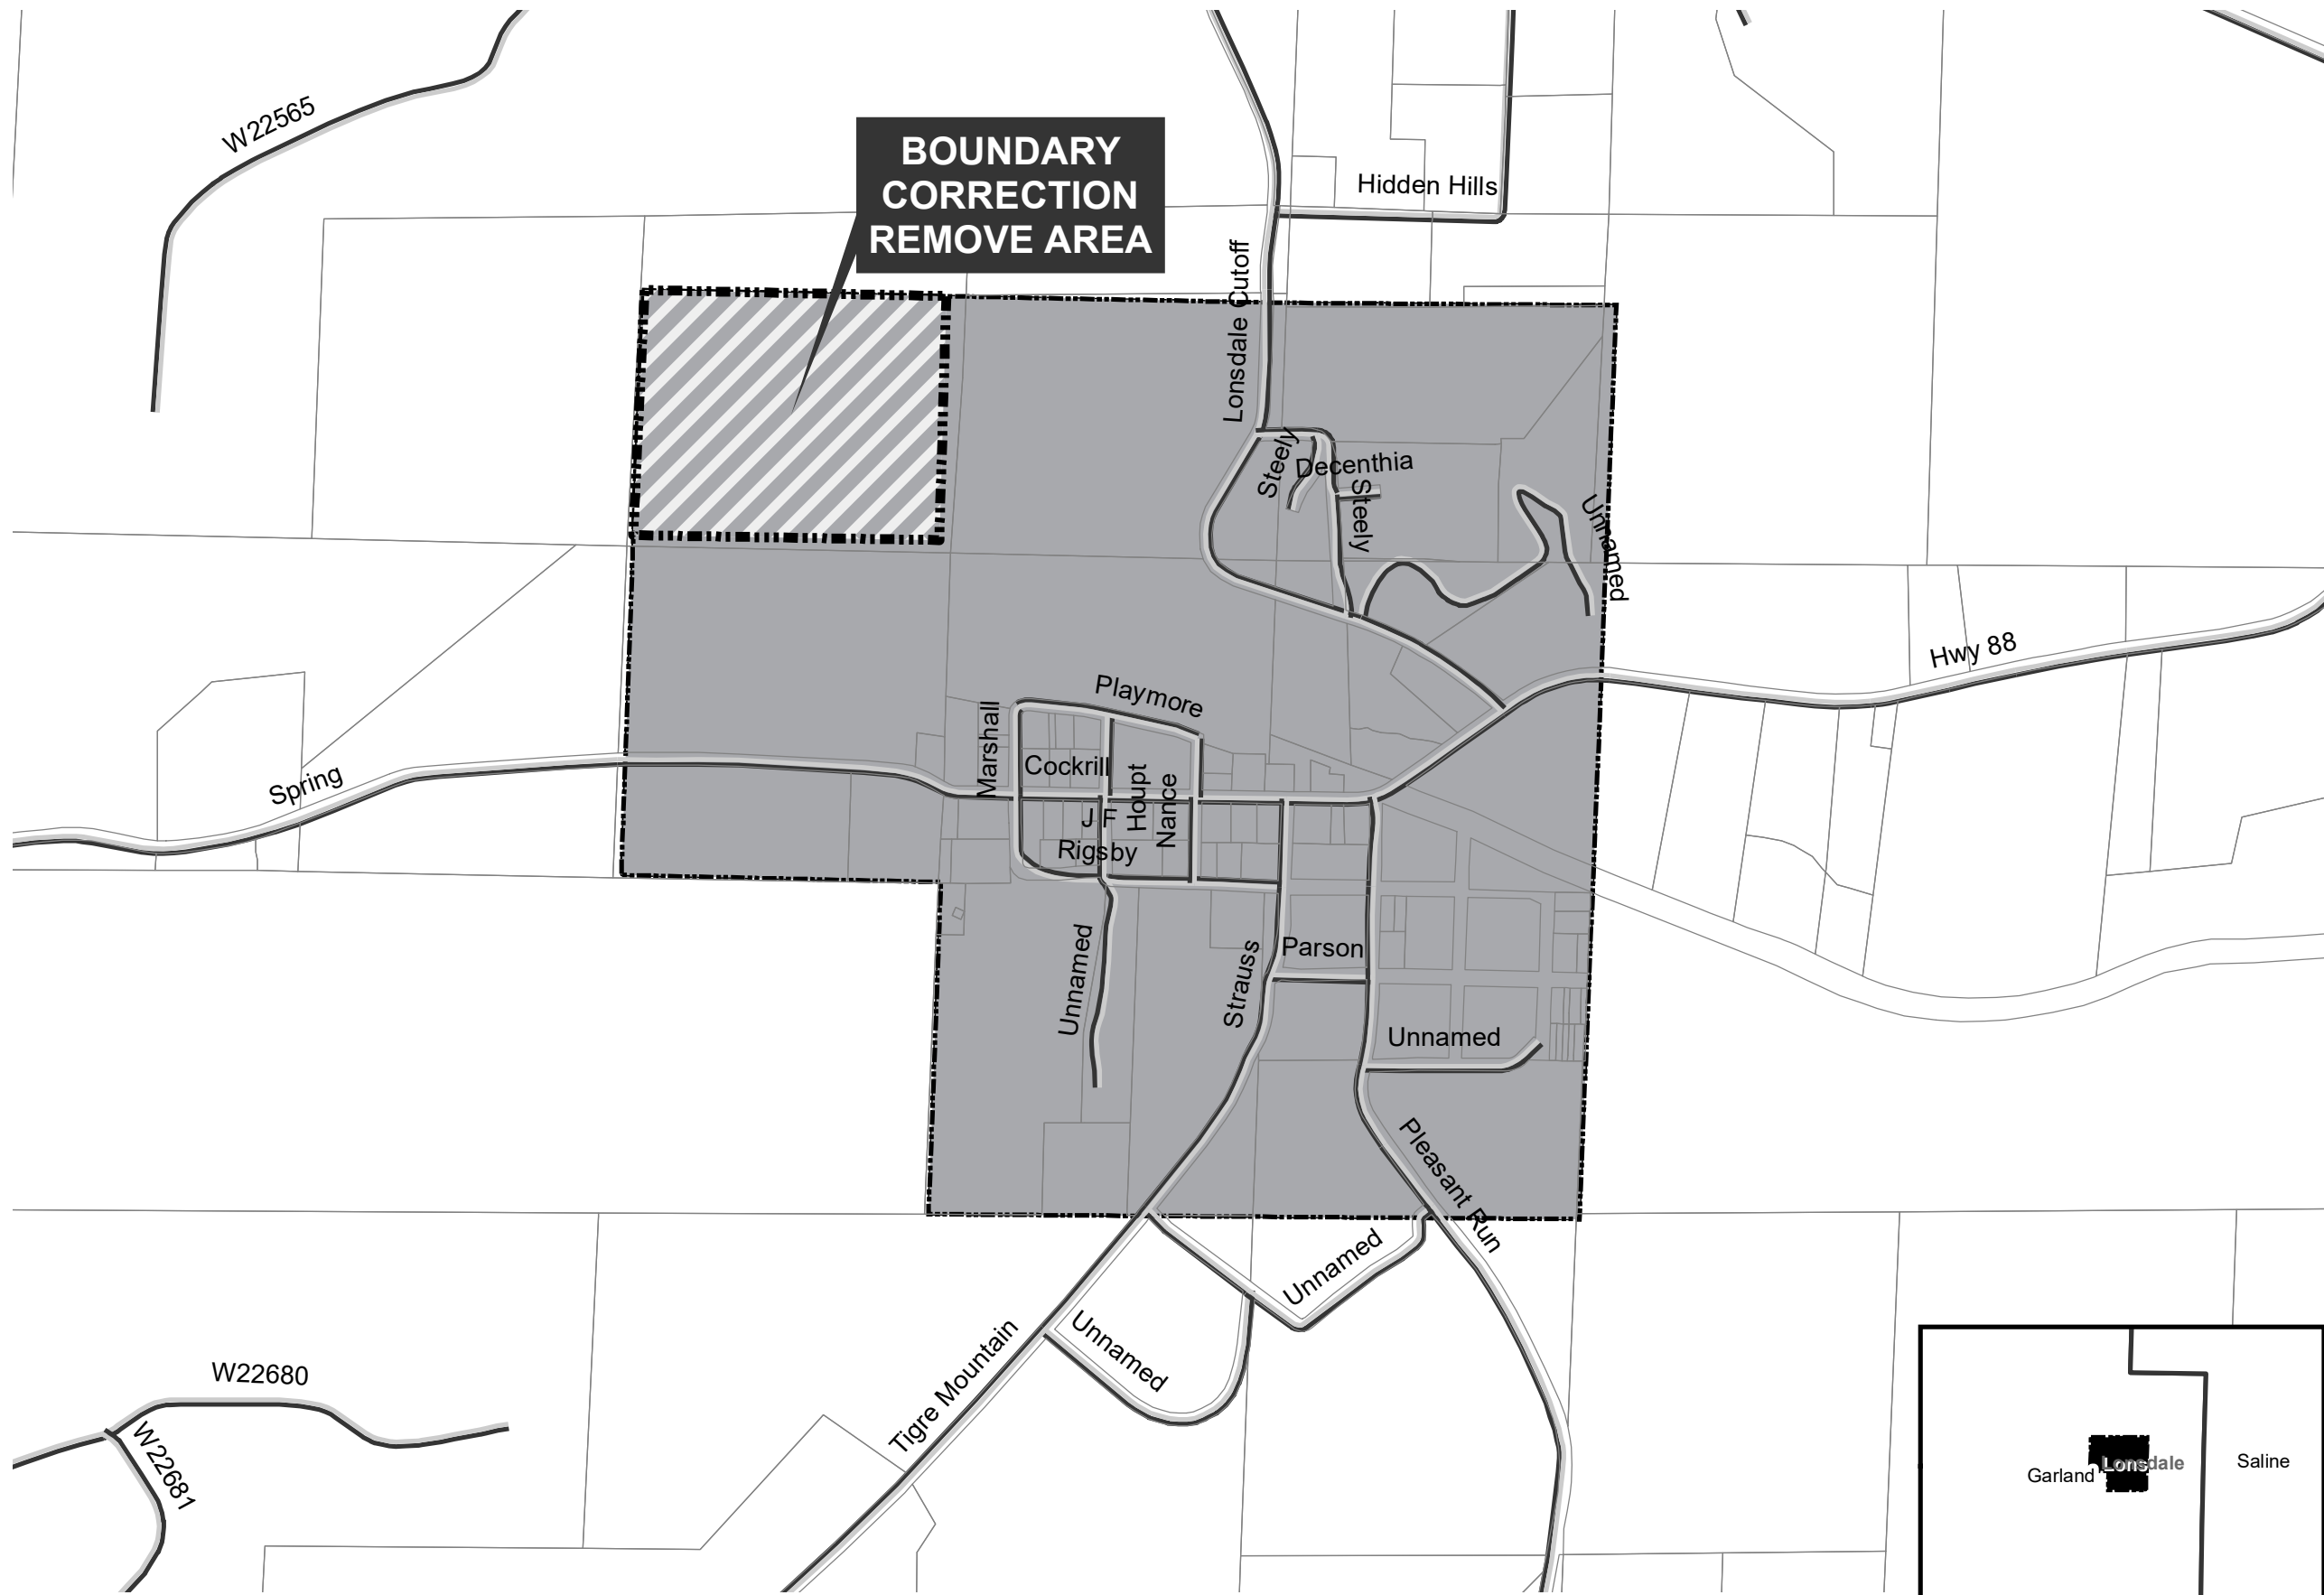 W22565
BOUNDARY
CORRECTION
REMOVE AREA
Hidden Hills
Lonsdale Cutoff
Steely
Decenthia
Steely
Unnamed
Hwy 88
Playmore
Marshall
Cockrill
Spring
Houpt
Nance
J F
Rigsby
Unnamed
Strauss
Parson
Unnamed
Pleasant Run
Unnamed
Unnamed
Tigre Mountain
W22680
W22681
Garland
Lonsdale
Saline